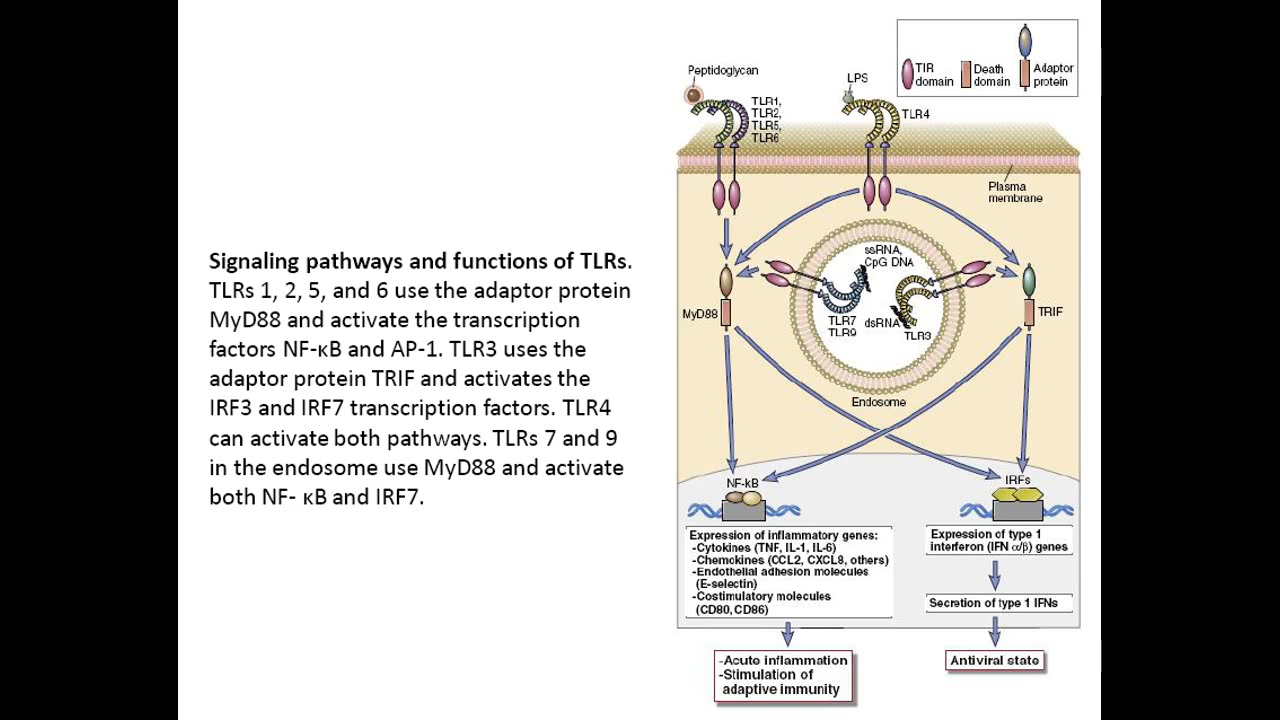 Signaling pathways and functions of TLRs.
TLRs 1, 2, 5, and 6 use the adaptor protein
MyD88 and activate the transcription
factors NF-κB and AP-1. TLR3 uses the
adaptor protein TRIF and activates the
IRF3 and IRF7 transcription factors. TLR4
can activate both pathways. TLRs 7 and 9
in the endosome use MyD88 and activate
both NF- κB and IRF7.
TIR
domain
Death
domain
Adaptor
protein
Peptidoglycan
TLR1,
TLR2,
TLR5,
TLR6
LPS
TLR4
Plasma
membrane
ssRNA,
CpG DNA
MyD88
TLR7
TLR9
dsRNA
TLR3
TRIF
Endosome
NF-kB
IRFs
Expression of inflammatory genes:
-Cytokines (TNF, IL-1, IL-6)
-Chemokines (CCL2, CXCL8, others)
-Endothelial adhesion molecules
(E-selectin)
-Costimulatory molecules
(CD80, CD86)
Expression of type 1
interferon (IFN α/β) genes
Secretion of type 1 IFNs
-Acute inflammation
-Stimulation of
adaptive immunity
Antiviral state